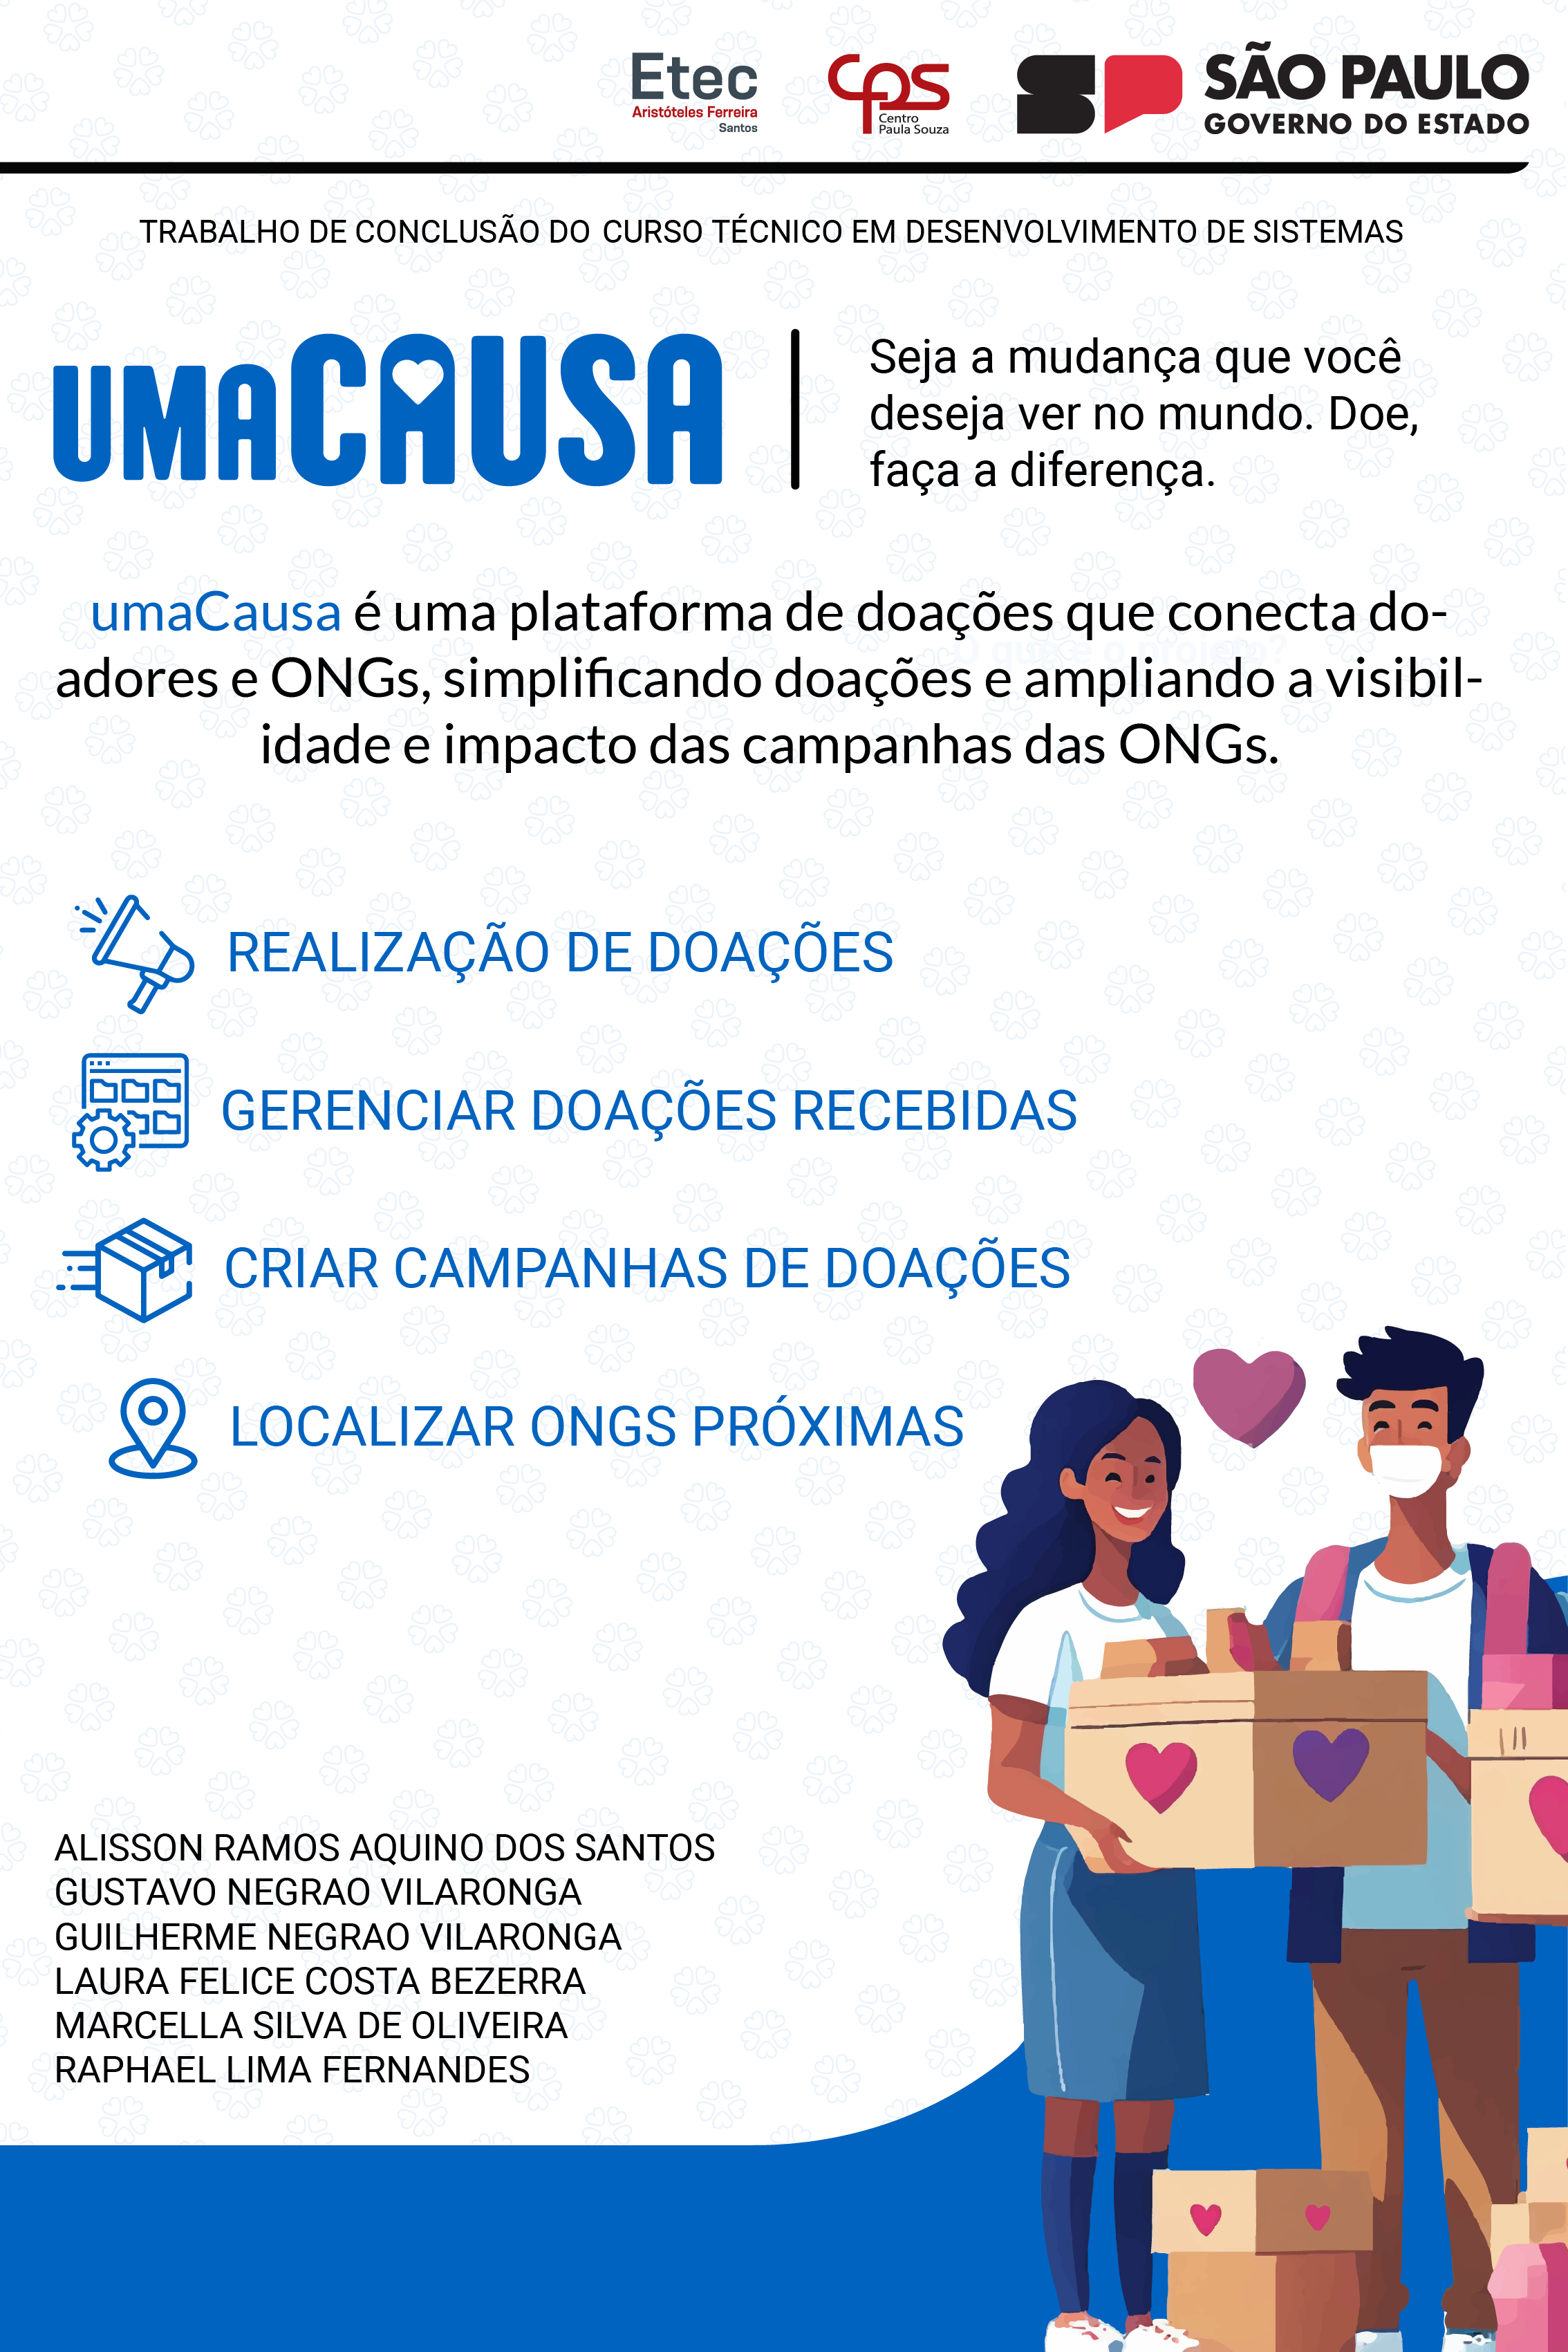 Etec
Aristóteles Ferreira
Santos
cps
Centro
Paula Souza
SP
SÃO PAULO
GOVERNO DO ESTADO
TRABALHO DE CONCLUSÃO DO CURSO TÉCNICO EM DESENVOLVIMENTO DE SISTEMAS
UMACAUSA
Seja a mudança que você
deseja ver no mundo. Doe,
faça a diferença.
umaCausa é uma plataforma de doações que conecta do-
O que é o projeto?
adores e ONGs, simplificando doações e ampliando a visibil-
idade e impacto das campanhas das ONGs.
REALIZAÇÃO DE DOAÇÕES
GERENCIAR DOAÇÕES RECEBIDAS
CRIAR CAMPANHAS DE DOAÇÕES
LOCALIZAR ONGS PRÓXIMAS
ALISSON RAMOS AQUINO DOS SANTOS
GUSTAVO NEGRAO VILARONGA
GUILHERME NEGRAO VILARONGA
LAURA FELICE COSTA BEZERRA
MARCELLA SILVA DE OLIVEIRA
RAPHAEL LIMA FERNANDES